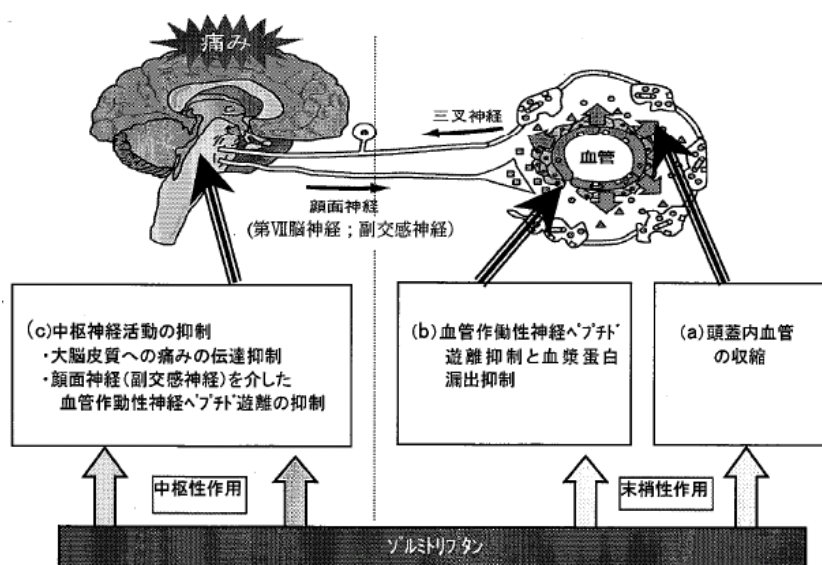 痛み
三叉神経
血管
顔面神経
(第Ⅶ脳神経；副交感神経)
(c)中枢神経活動の抑制
・大脳皮質への痛みの伝達抑制
・顔面神経(副交感神経)を介した
血管作動性神経ﾍﾟﾌﾟﾁﾄﾞ遊離の抑制
(b)血管作働性神経ﾍﾟﾌﾟﾁﾄﾞ
遊離抑制と血漿蛋白
漏出抑制
(a)頭蓋内血管
の収縮
中枢性作用
末梢性作用
ｿﾞﾙﾐﾄﾘﾌﾟﾀﾝ